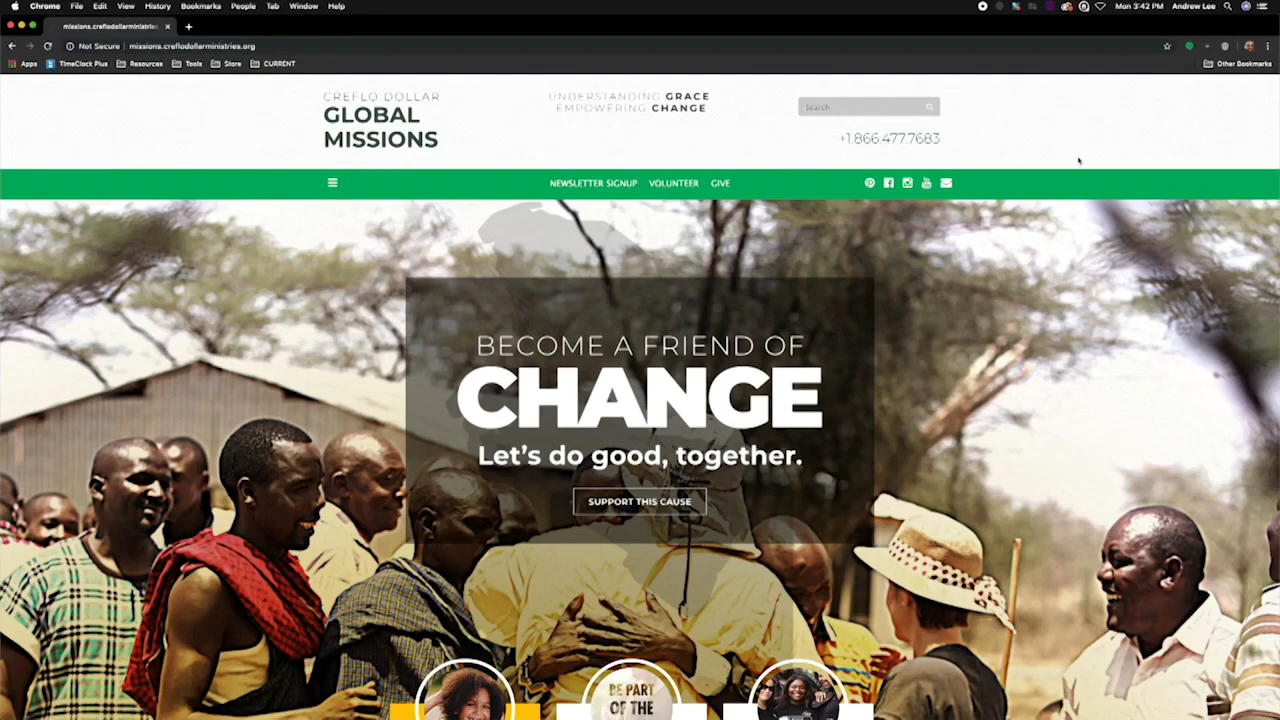 Chrome File Edit View History Bookmarks People Tab Window Help Mon 3:42 PM Andrew Lee
missions.creflodollarministries
Not Secure missions.creflodollarministries.org
Apps TimeClock Plus Resources Tools Store CURRENT Other Bookmarks
CREFLO DOLLAR
GLOBAL
MISSIONS
UNDERSTANDING GRACE
EMPOWERING CHANGE
Search
+1.866.477.7683
NEWSLETTER SIGNUP VOLUNTEER GIVE
BECOME A FRIEND OF
CHANGE
Let's do good, together.
SUPPORT THIS CAUSE
BE PART
OF THE